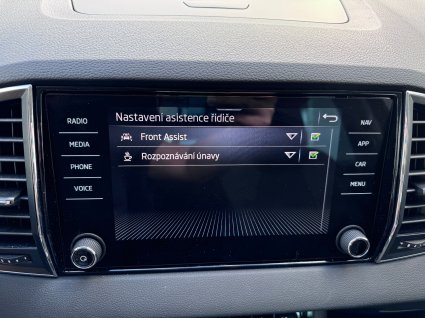 Nastavení asistence řidiče
Front Assist
Rozpoznávání únavy
RADIO
MEDIA
PHONE
VOICE
NAV
APP
CAR
MENU